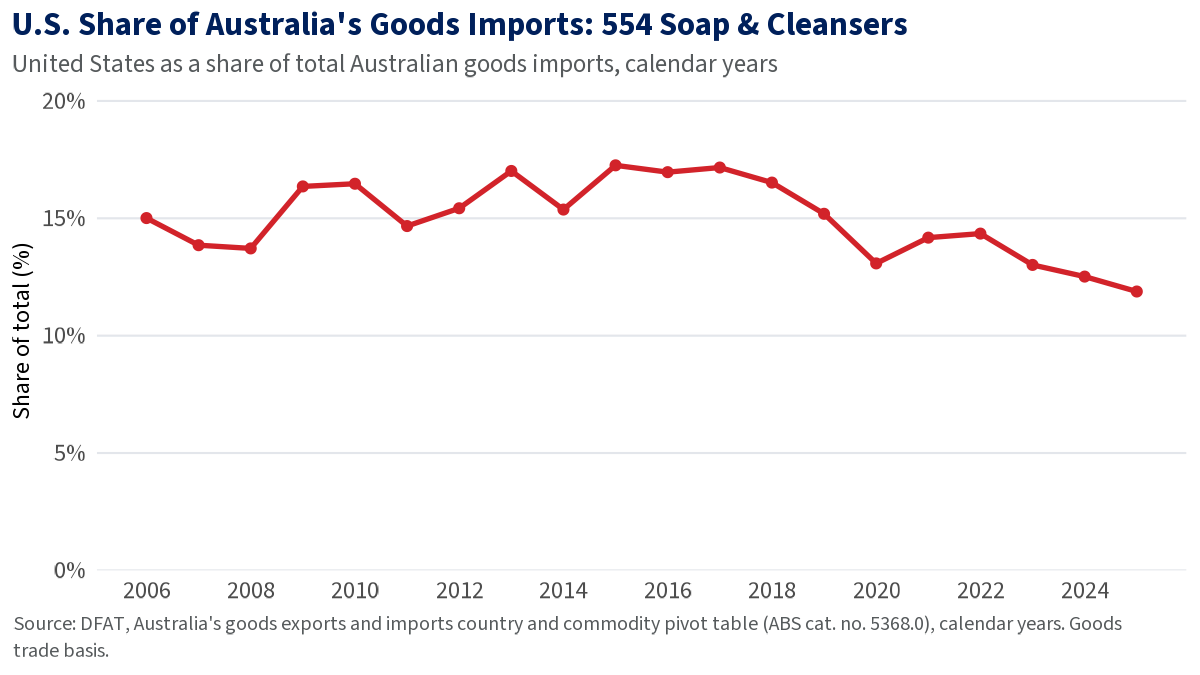 U.S. Share of Australia's Goods Imports: 554 Soap & Cleansers
United States as a share of total Australian goods imports, calendar years
20%
15%
10%
5%
0%
Share of total (%)
2006 2008 2010 2012 2014 2016 2018 2020 2022 2024
Source: DFAT, Australia's goods exports and imports country and commodity pivot table (ABS cat. no. 5368.0), calendar years. Goods
trade basis.